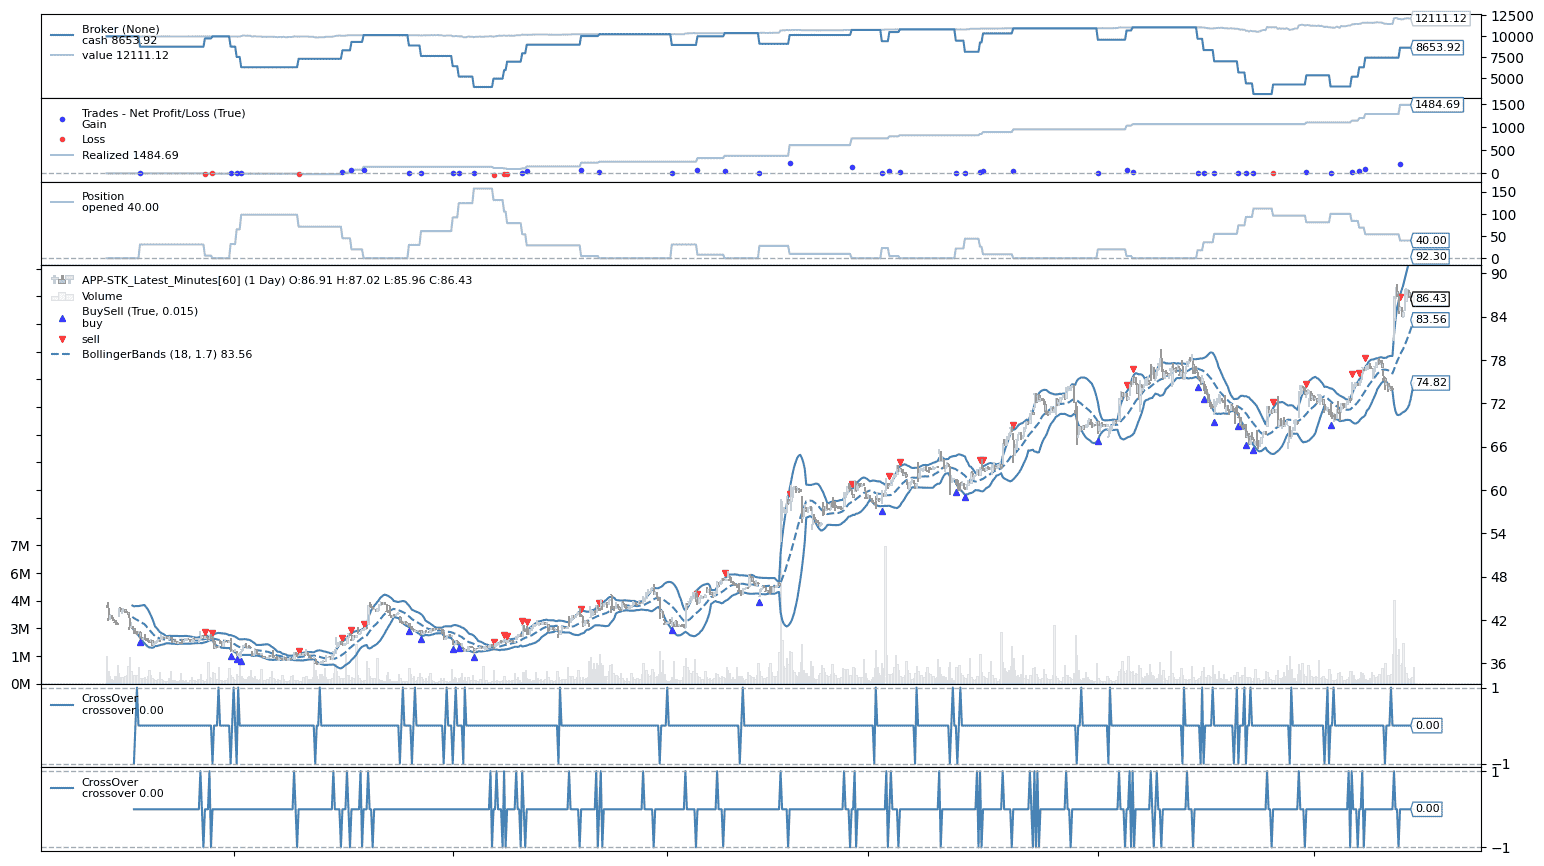 Broker (None)
cash 8653.92
value 12111.12
12500
12111.12
10000
8653.92
7500
5000
Trades - Net Profit/Loss (True)
Gain
Loss
Realized 1484.69
1500
1484.69
1000
500
0
Position
opened 40.00
150
100
50
40.00
0
92.30
APP-STK_Latest_Minutes[60] (1 Day) O:86.91 H:87.02 L:85.96 C:86.43
Volume
BuySell (True, 0.015)
buy
sell
BollingerBands (18, 1.7) 83.56
90
86.43
84
83.56
78
74.82
72
66
60
54
48
42
36
7M
6M
4M
3M
1M
0M
CrossOver
crossover 0.00
1
0.00
−1
CrossOver
crossover 0.00
1
0.00
−1